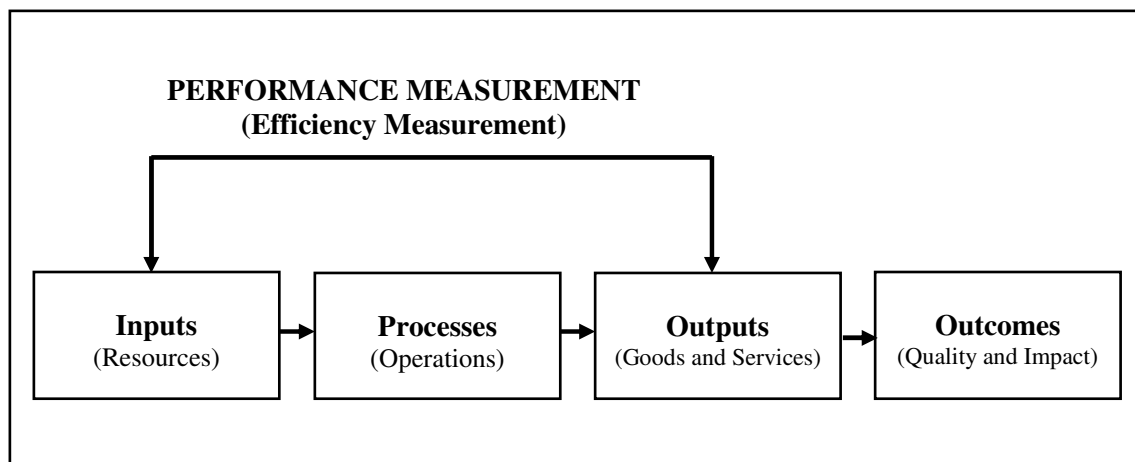 PERFORMANCE MEASUREMENT
(Efficiency Measurement)
Inputs
(Resources)
Processes
(Operations)
Outputs
(Goods and Services)
Outcomes
(Quality and Impact)